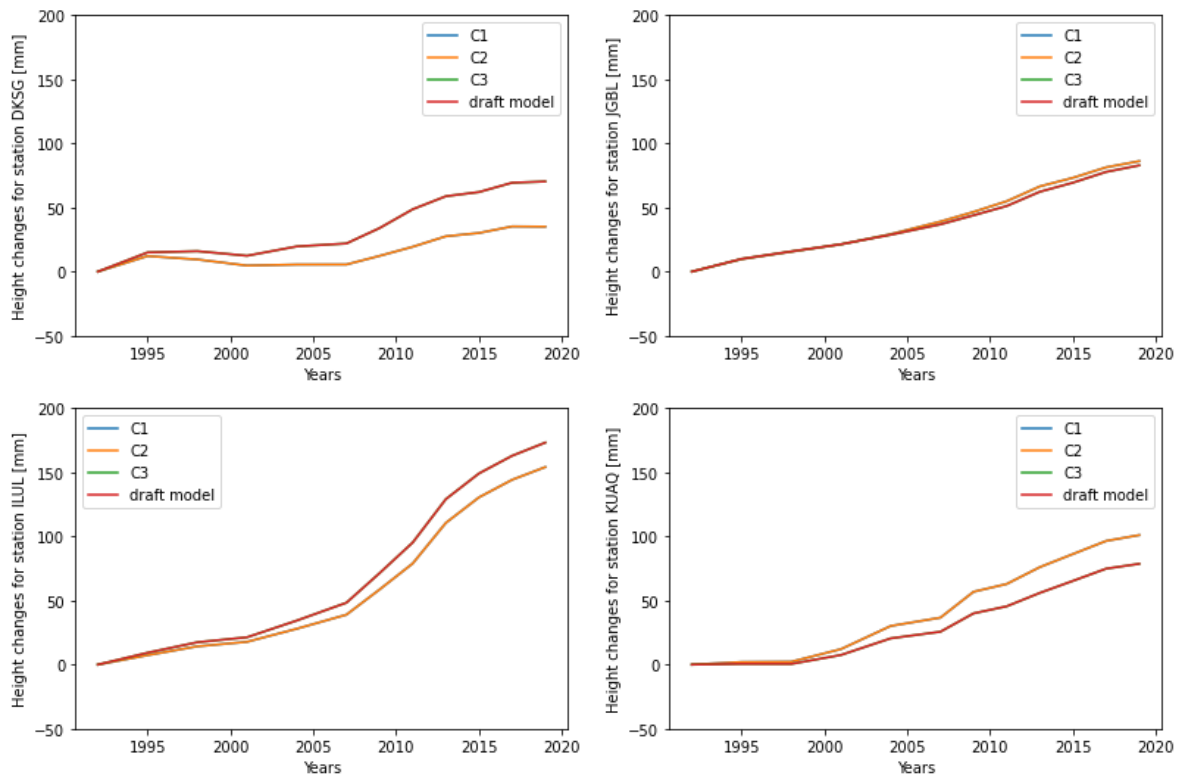 Height changes for station DKSG [mm]
200
150
100
50
0
−50
1995 2000 2005 2010 2015 2020
Years
C1
C2
C3
draft model
Height changes for station JGBL [mm]
200
150
100
50
0
−50
1995 2000 2005 2010 2015 2020
Years
C1
C2
C3
draft model
Height changes for station ILUL [mm]
200
150
100
50
0
−50
1995 2000 2005 2010 2015 2020
Years
C1
C2
C3
draft model
Height changes for station KUAQ [mm]
200
150
100
50
0
−50
1995 2000 2005 2010 2015 2020
Years
C1
C2
C3
draft model